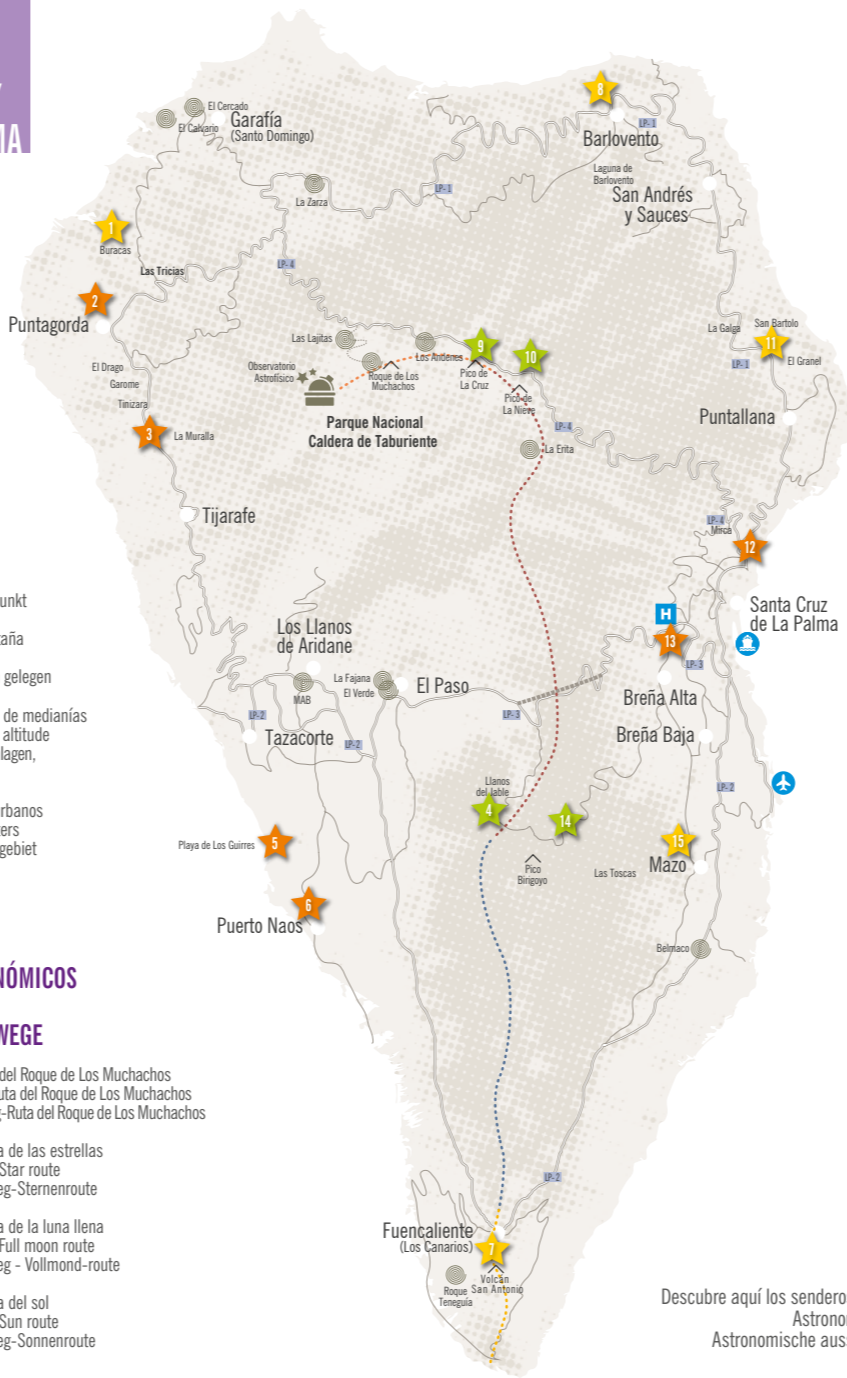 MA
El Cercado
El Calvario
Garafía
(Santo Domingo)
La Zarza
LP-1
8
LP-1
Barlovento
Laguna de
Barlovento
San Andrés
y Sauces
1
Buracas
Las Tricias
LP-4
2
Puntagorda
El Drago
Garome
Tinizara
3
La Muralla
Tijarafe
Las Lajitas
Los Andenes
Observatorio
Astrofísico
Roque de Los
Muchachos
9
Pico de
La Cruz
10
Pico de
La Nieve
Parque Nacional
Caldera de Taburiente
LP-4
La Erita
La Galga
San Bartolo
11
LP-1
El Granel
Puntallana
LP-4
Mirca
12
Santa Cruz
de La Palma
H
13
LP-3
Breña Alta
Breña Baja
LP-2
Los Llanos
de Aridane
La Fajana
El Verde
MAB
El Paso
LP-3
LP-2
Tazacorte
LP-2
Llanos
del Jable
4
14
Pico
Birigoyo
Las Toscas
15
Mazo
Belmaco
Playa de Los Guirres
5
6
Puerto Naos
LP-2
Fuencaliente
(Los Canarios)
7
Volcán
San Antonio
Roque
Teneguía
unkt
taña
gelegen
de medianías
altitude
lagen,
rbanos
ters
gebiet
NÓMICOS
WEGE
del Roque de Los Muchachos
uta del Roque de Los Muchachos
g-Ruta del Roque de Los Muchachos
a de las estrellas
Star route
eg-Sternenroute
a de la luna llena
Full moon route
eg - Vollmond-route
a del sol
Sun route
eg-Sonnenroute
Descubre aquí los sendero
Astrono
Astronomische aus